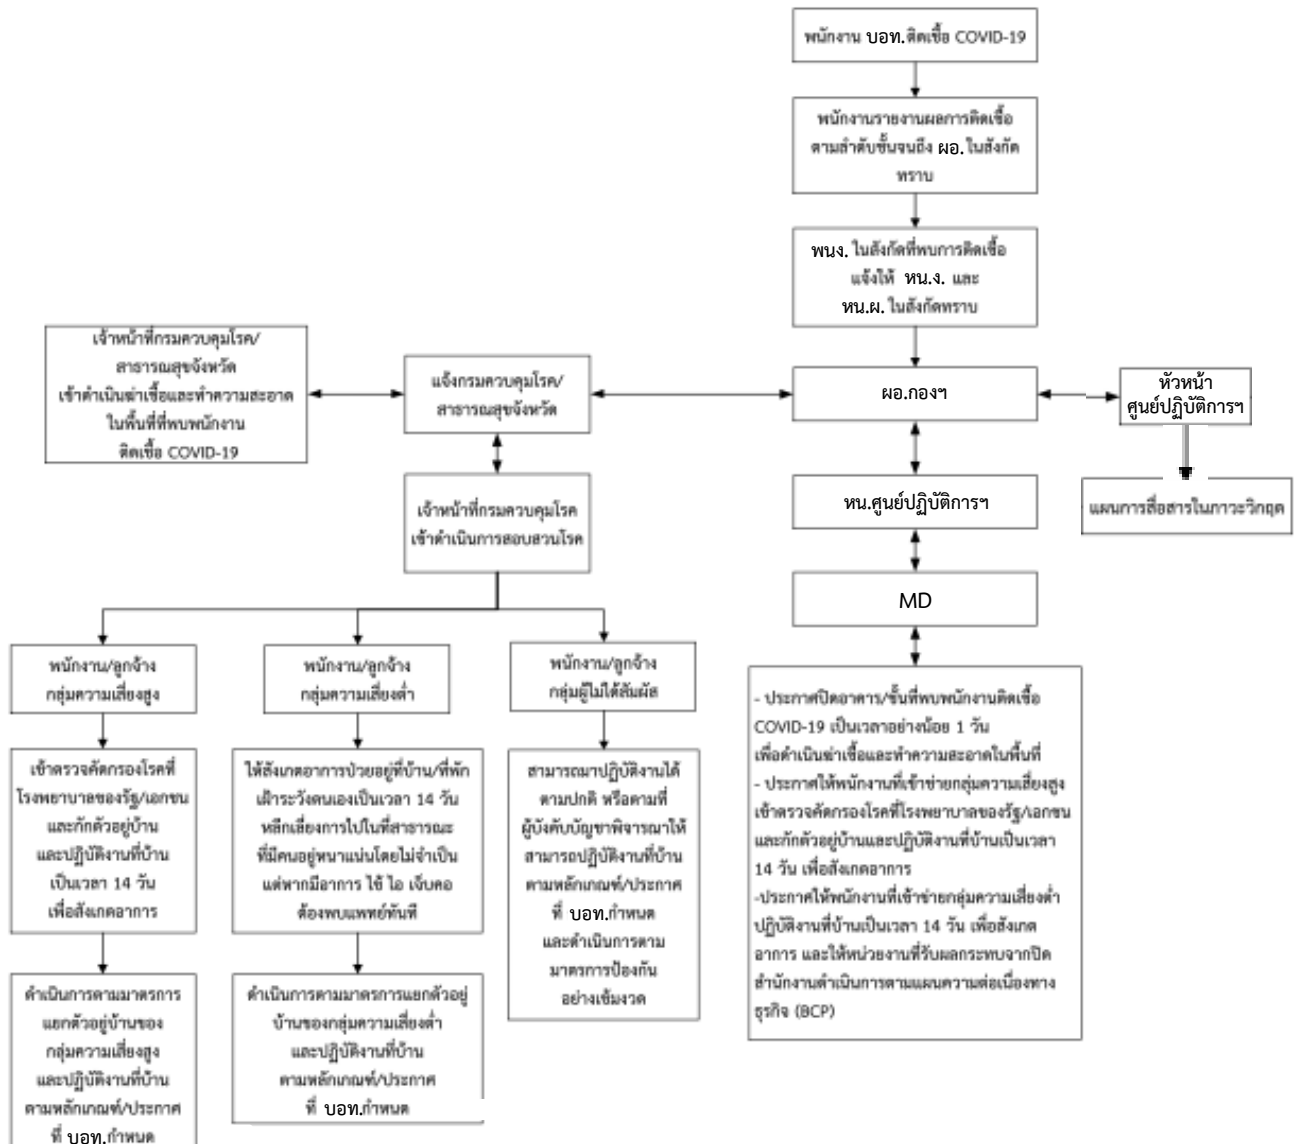 พนักงาน บอท.ติดเชื้อ COVID-19
พนักงานรายงานผลการติดเชื้อ
ตามลำดับชั้นจนถึง ผอ.ในสังกัด
ทราบ
พนง. ในสังกัดที่พบการติดเชื้อ
แจ้งให้ หน.ง. และ
หน.ผ. ในสังกัดทราบ
เจ้าหน้าที่กรมควบคุมโรค/
สาธารณสุขจังหวัด
เข้าดำเนินฆ่าเชื้อและทำความสะอาด
ในพื้นที่ที่พบพนักงาน
ติดเชื้อ COVID-19
แจ้งกรมควบคุมโรค/
สาธารณสุขจังหวัด
ผอ.กองฯ
หัวหน้า
ศูนย์ปฏิบัติการฯ
เจ้าหน้าที่กรมควบคุมโรค
เข้าดำเนินการสอบสวนโรค
หน.ศูนย์ปฏิบัติการฯ
แผนการสื่อสารในภาวะวิกฤต
MD
พนักงาน/ลูกจ้าง
กลุ่มความเสี่ยงสูง
พนักงาน/ลูกจ้าง
กลุ่มความเสี่ยงต่ำ
พนักงาน/ลูกจ้าง
กลุ่มผู้ไม่ได้สัมผัส
- ประกาศปิดอาคาร/ชั้นที่พบพนักงานติดเชื้อ
COVID-19 เป็นเวลาอย่างน้อย 1 วัน
เพื่อดำเนินฆ่าเชื้อและทำความสะอาดในพื้นที่
- ประกาศให้พนักงานที่เข้าข่ายกลุ่มความเสี่ยงสูง
เข้าตรวจคัดกรองโรคที่โรงพยาบาลของรัฐ/เอกชน
และกักตัวอยู่บ้านและปฏิบัติงานที่บ้านเป็นเวลา
14 วัน เพื่อสังเกตอาการ
-ประกาศให้พนักงานที่เข้าข่ายกลุ่มความเสี่ยงต่ำ
ปฏิบัติงานที่บ้านเป็นเวลา 14 วัน เพื่อสังเกต
อาการ และให้หน่วยงานที่รับผลกระทบจากปิด
สำนักงานดำเนินการตามแผนความต่อเนื่องทาง
ธุรกิจ (BCP)
เข้าตรวจคัดกรองโรคที่
โรงพยาบาลของรัฐ/เอกชน
และกักตัวอยู่บ้าน
และปฏิบัติงานที่บ้าน
เป็นเวลา 14 วัน
เพื่อสังเกตอาการ
ให้สังเกตอาการป่วยอยู่ที่บ้าน/ที่พัก
เฝ้าระวังตนเองเป็นเวลา 14 วัน
หลีกเลี่ยงการไปในที่สาธารณะ
ที่มีคนอยู่หนาแน่นโดยไม่จำเป็น
แต่หากมีอาการ ไข้ ไอ เจ็บคอ
ต้องพบแพทย์ทันที
สามารถมาปฏิบัติงานได้
ตามปกติ หรือตามที่
ผู้บังคับบัญชาพิจารณาให้
สามารถปฏิบัติงานที่บ้าน
ตามหลักเกณฑ์/ประกาศ
ที่ บอท.กำหนด
และดำเนินการตาม
มาตรการป้องกัน
อย่างเข้มงวด
ดำเนินการตามมาตรการ
แยกตัวอยู่บ้านของ
กลุ่มความเสี่ยงสูง
และปฏิบัติงานที่บ้าน
ตามหลักเกณฑ์/ประกาศ
ที่ บอท.กำหนด
ดำเนินการตามมาตรการแยกตัวอยู่
บ้านของกลุ่มความเสี่ยงต่ำ
และปฏิบัติงานที่บ้าน
ตามหลักเกณฑ์/ประกาศ
ที่ บอท.กำหนด